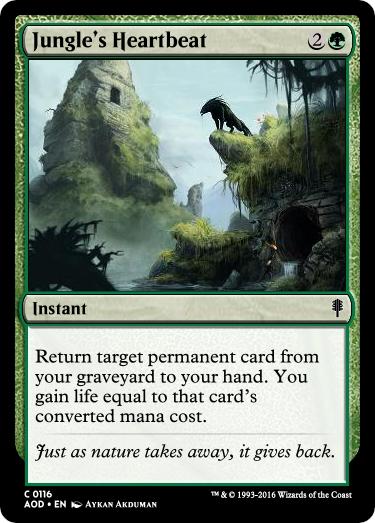 Jungle's Heartbeat 2
Instant
Return target permanent card from
your graveyard to your hand. You
gain life equal to that card's
converted mana cost.
Just as nature takes away, it gives back.
C 0116
AOD • EN AYKAN AKDUMAN
™ & © 1993-2016 Wizards of the Coast